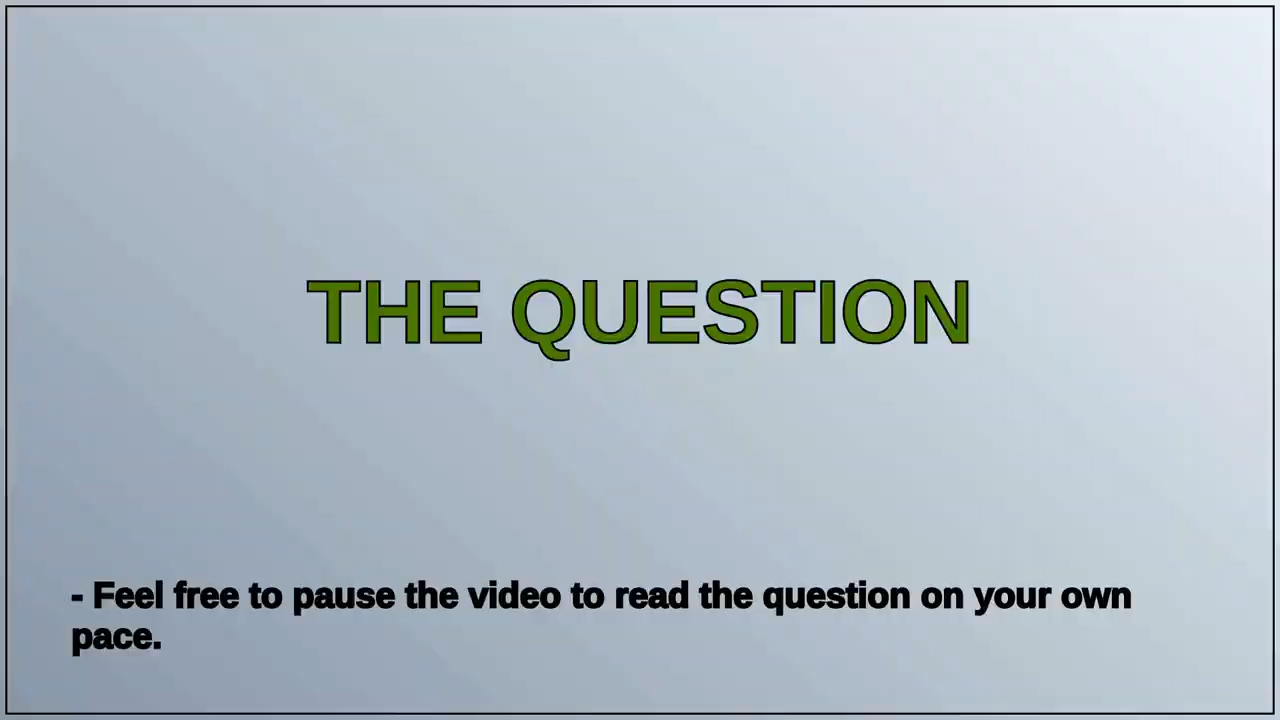 THE QUESTION
- Feel free to pause the video to read the question on your own
pace.